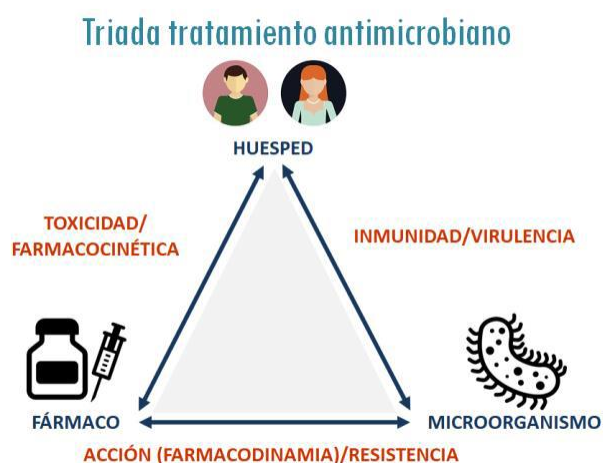 Triada tratamiento antimicrobiano
HUESPED
TOXICIDAD/
FARMACOCINÉTICA
INMUNIDAD/VIRULENCIA
FÁRMACO
MICROORGANISMO
ACCIÓN (FARMACODINAMIA)/RESISTENCIA